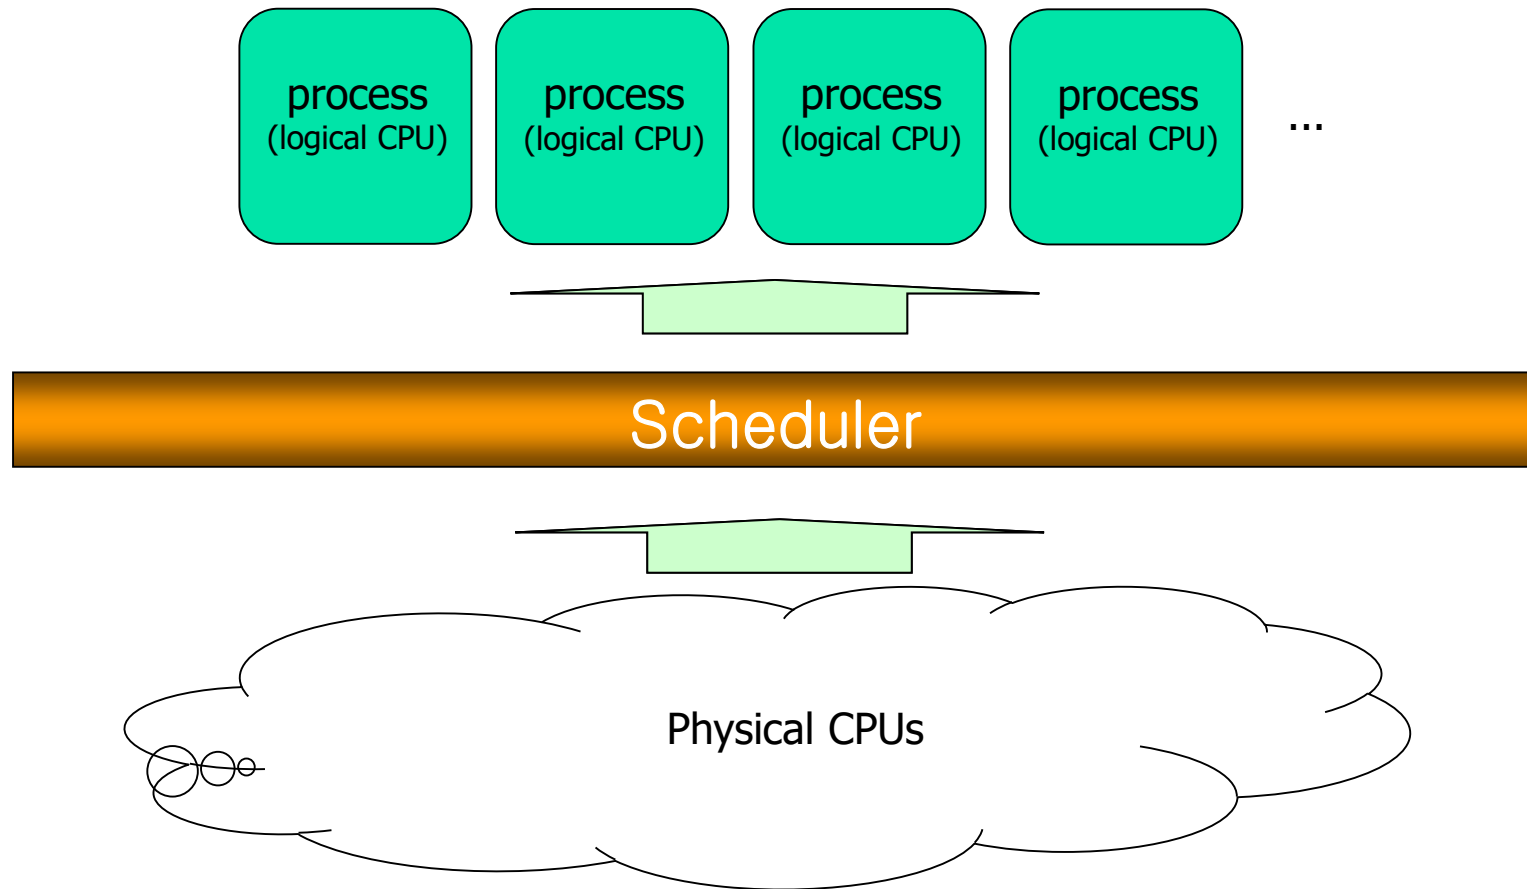 process
(logical CPU)
process
(logical CPU)
process
(logical CPU)
process
(logical CPU)
...
Scheduler
Physical CPUs